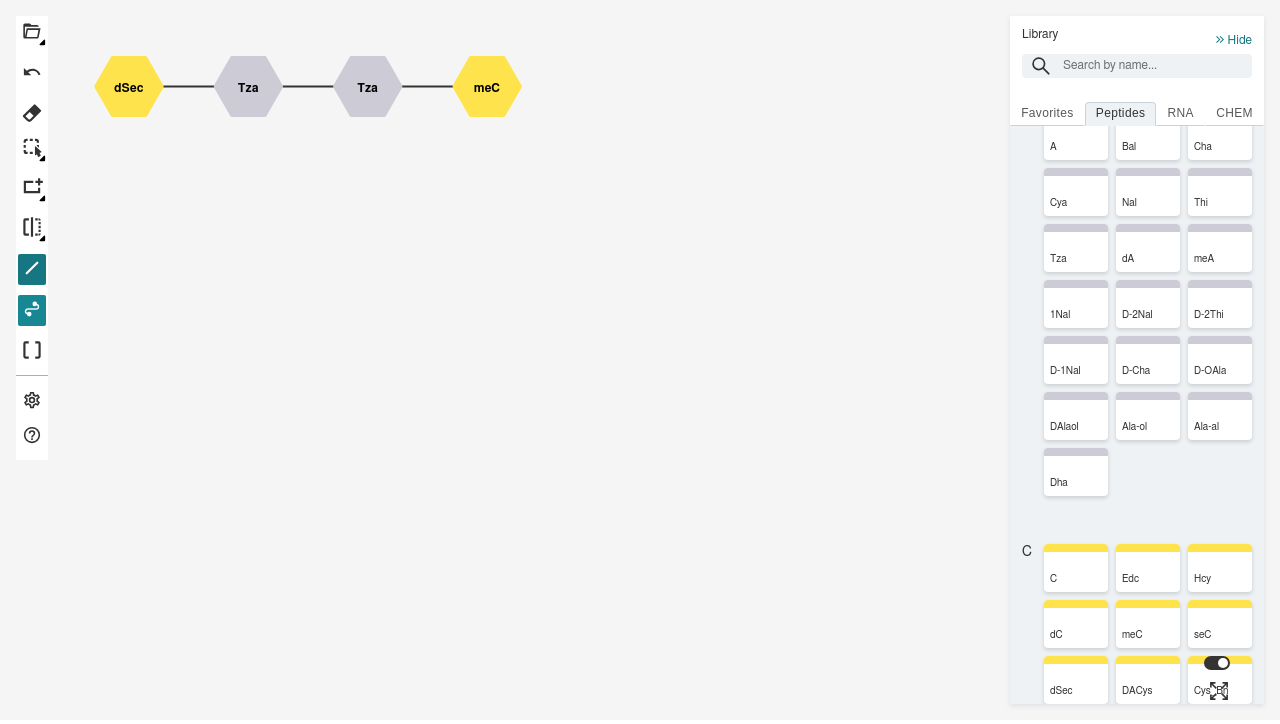 dSec Tza Tza meC
Library
Hide
Search by name...
Favorites Peptides RNA CHEM
A Bal Cha
Cya Nal Thi
Tza dA meA
1Nal D-2Nal D-2Thi
D-1Nal D-Cha D-OAla
DAlaol Ala-ol Ala-al
Dha
C
C Edc Hcy
dC meC seC
dSec DACys Cys_Bn